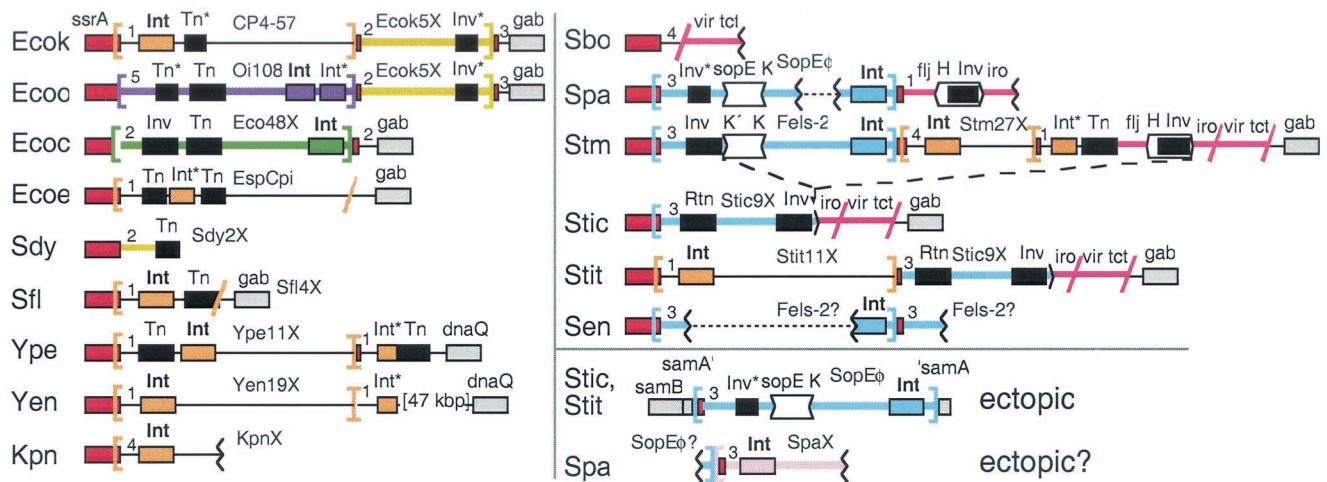 ssrA 1 Int Tn* CP4-57 2 Ecok5X Inv* 3 gab
Ecok
5 Tn* Tn Oi108 Int Int* 2 Ecok5X Inv* 3 gab
Ecoo
Inv Tn Eco48X Int 2 gab
Ecoc 2
Tn Int* Tn EspCpi gab
Ecoe 1
Tn
Sdy 2 Sdy2X
Int Tn gab Sfl4X
Sfl 1
Tn Int Ype11X Int* Tn dnaQ
Ype 1 1
Int Yen19X Int* dnaQ
Yen 1 1 [47 kbp]
Int KpnX
Kpn 4
vir tct
Sbo 4
Inv* sopE K SopEϕ Int flj H Inv iro
Spa 3 1
Inv K´ K Fels-2 Int Int Stm27X Int* Tn flj H Inv iro vir tct gab
Stm 3 4 1
Rtn Stic9X Inv iro vir tct gab
Stic 3
Int Stit11X Rtn Stic9X Inv iro vir tct gab
Stit 1 3
Fels-2? Int Fels-2?
Sen 3 3
samA' 'samA
Stic, samB Inv* sopE K SopEϕ Int
Stit 3 ectopic
SopEϕ? Int SpaX
Spa 3 ectopic?